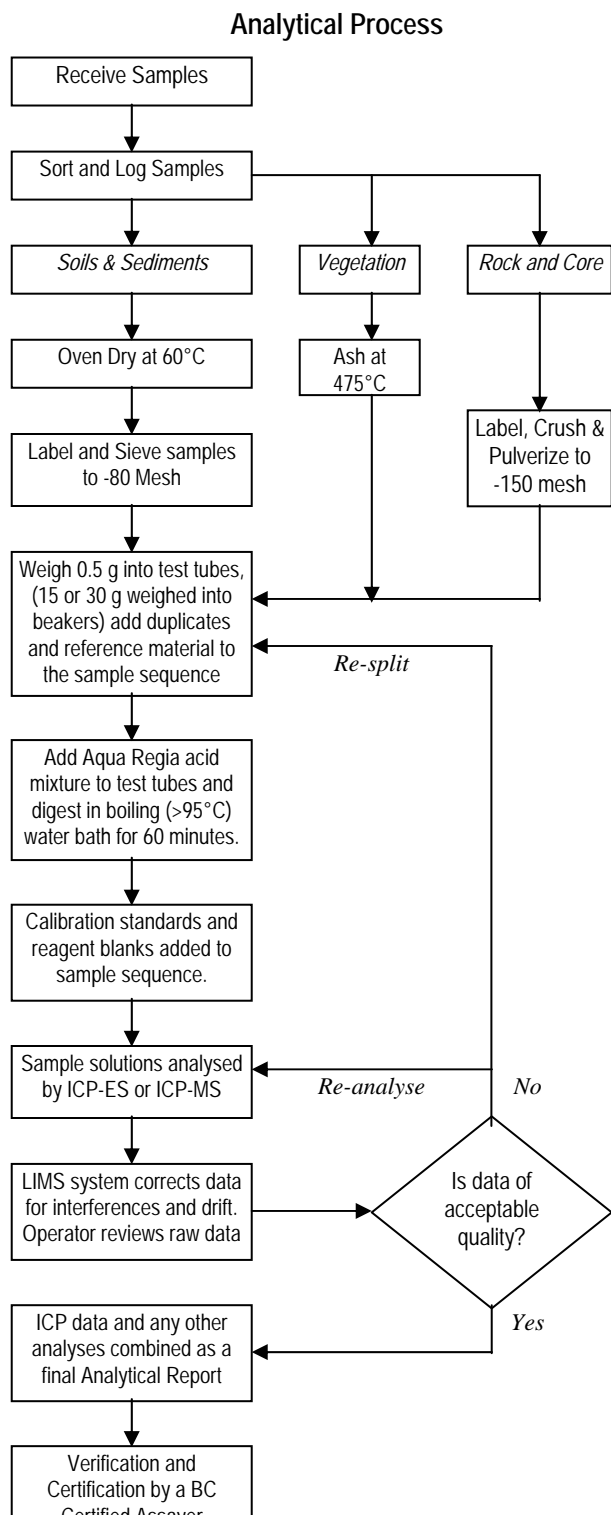 Analytical Process
Receive Samples
Sort and Log Samples
Soils & Sediments
Vegetation
Rock and Core
Oven Dry at 60°C
Ash at
475°C
Label and Sieve samples
to -80 Mesh
Label, Crush &
Pulverize to
-150 mesh
Weigh 0.5 g into test tubes,
(15 or 30 g weighed into
beakers) add duplicates
and reference material to
the sample sequence
Re-split
Add Aqua Regia acid
mixture to test tubes and
digest in boiling (>95°C)
water bath for 60 minutes.
Calibration standards and
reagent blanks added to
sample sequence.
Sample solutions analysed
by ICP-ES or ICP-MS
Re-analyse
No
LIMS system corrects data
for interferences and drift.
Operator reviews raw data
Is data of
acceptable
quality?
Yes
ICP data and any other
analyses combined as a
final Analytical Report
Verification and
Certification by a BC
Certified Assayer